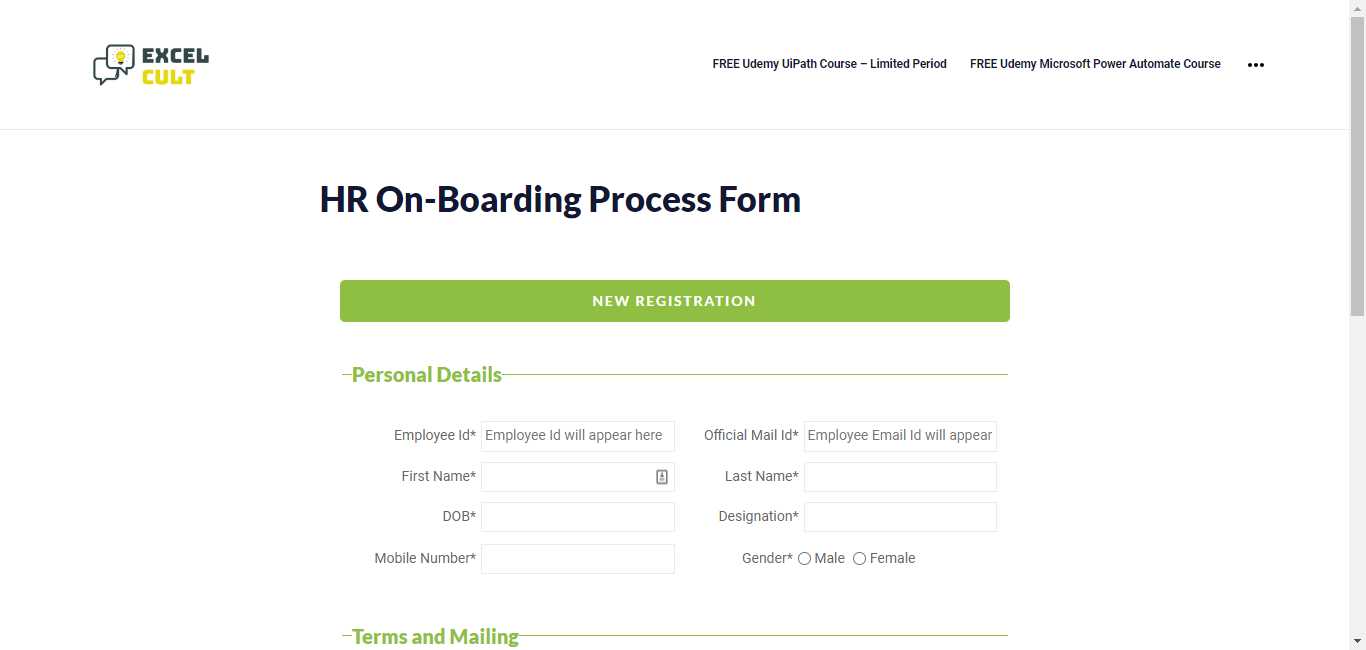 EXCEL
CULT
FREE Udemy UiPath Course – Limited Period
FREE Udemy Microsoft Power Automate Course
HR On-Boarding Process Form
NEW REGISTRATION
Personal Details
Employee Id* Employee Id will appear here
Official Mail Id* Employee Email Id will appear
First Name*
Last Name*
DOB*
Designation*
Mobile Number*
Gender* Male Female
Terms and Mailing